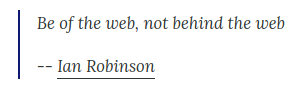 Be of the web, not behind the web
-- Ian Robinson